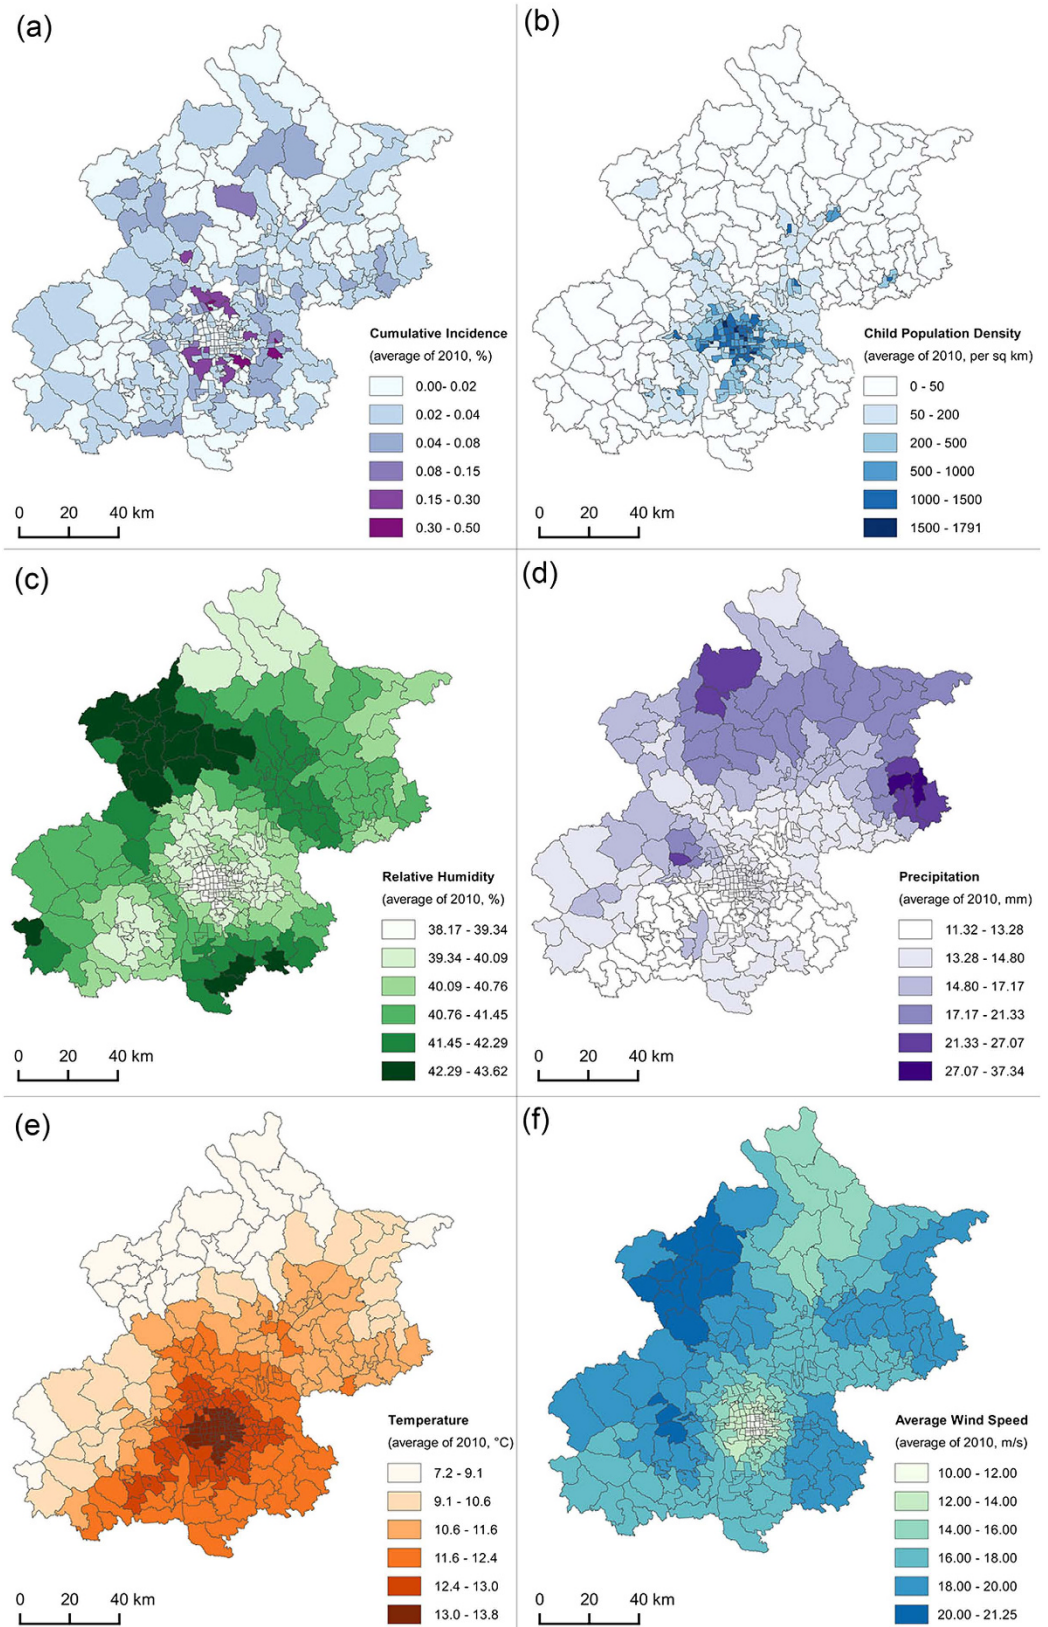 (a)
Cumulative Incidence
(average of 2010, %)
0.00- 0.02
0.02 - 0.04
0.04 - 0.08
0.08 - 0.15
0.15 - 0.30
0.30 - 0.50
0 20 40 km
(b)
Child Population Density
(average of 2010, per sq km)
0 - 50
50 - 200
200 - 500
500 - 1000
1000 - 1500
1500 - 1791
0 20 40 km
(c)
Relative Humidity
(average of 2010, %)
38.17 - 39.34
39.34 - 40.09
40.09 - 40.76
40.76 - 41.45
41.45 - 42.29
42.29 - 43.62
0 20 40 km
(d)
Precipitation
(average of 2010, mm)
11.32 - 13.28
13.28 - 14.80
14.80 - 17.17
17.17 - 21.33
21.33 - 27.07
27.07 - 37.34
0 20 40 km
(e)
Temperature
(average of 2010, °C)
7.2 - 9.1
9.1 - 10.6
10.6 - 11.6
11.6 - 12.4
12.4 - 13.0
13.0 - 13.8
0 20 40 km
(f)
Average Wind Speed
(average of 2010, m/s)
10.00 - 12.00
12.00 - 14.00
14.00 - 16.00
16.00 - 18.00
18.00 - 20.00
20.00 - 21.25
0 20 40 km